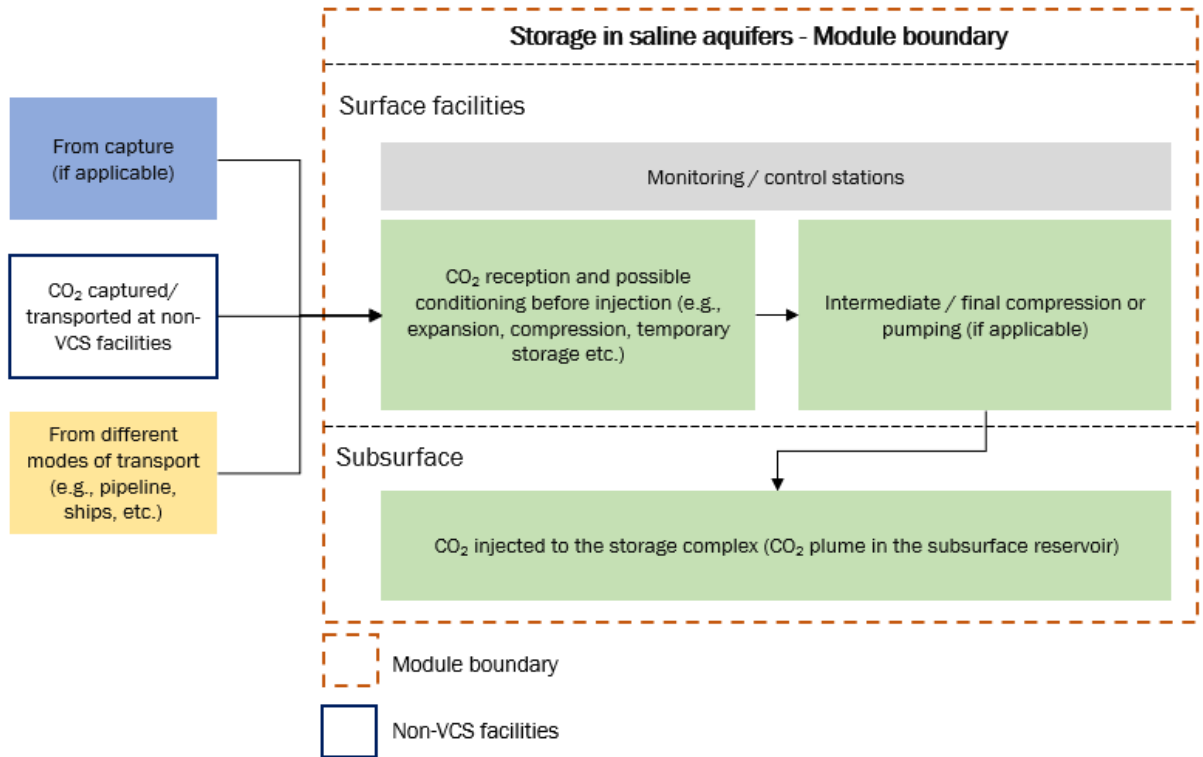 Storage in saline aquifers - Module boundary
Surface facilities
From capture
(if applicable)
Monitoring / control stations
CO₂ captured/
transported at non-
VCS facilities
CO₂ reception and possible
conditioning before injection (e.g.,
expansion, compression, temporary
storage etc.)
Intermediate / final compression or
pumping (if applicable)
From different
modes of transport
(e.g., pipeline,
ships, etc.)
Subsurface
CO₂ injected to the storage complex (CO₂ plume in the subsurface reservoir)
Module boundary
Non-VCS facilities